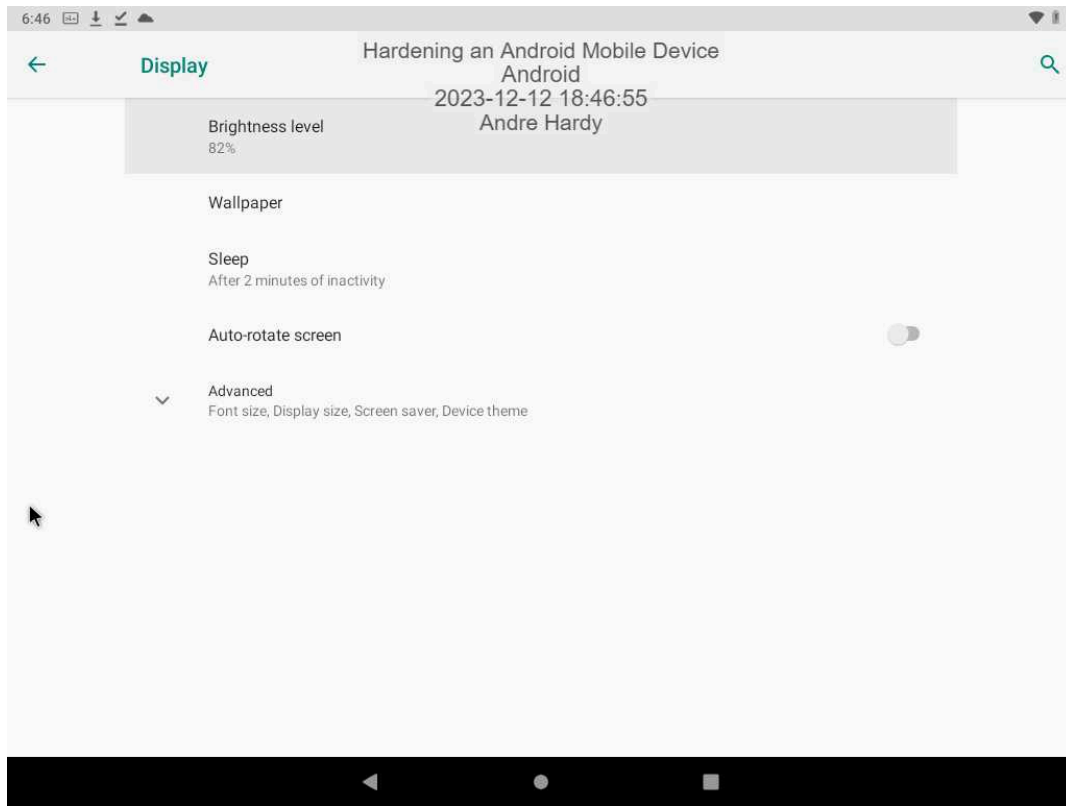 6:46
Display
Hardening an Android Mobile Device
Android
2023-12-12 18:46:55
Andre Hardy
Brightness level
82%
Wallpaper
Sleep
After 2 minutes of inactivity
Auto-rotate screen
Advanced
Font size, Display size, Screen saver, Device theme